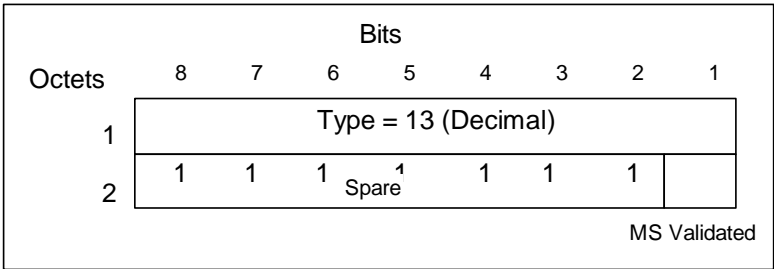 Bits
Octets 8 7 6 5 4 3 2 1
1 Type = 13 (Decimal)
1 1 1 1 1 1 1
2 Spare
MS Validated